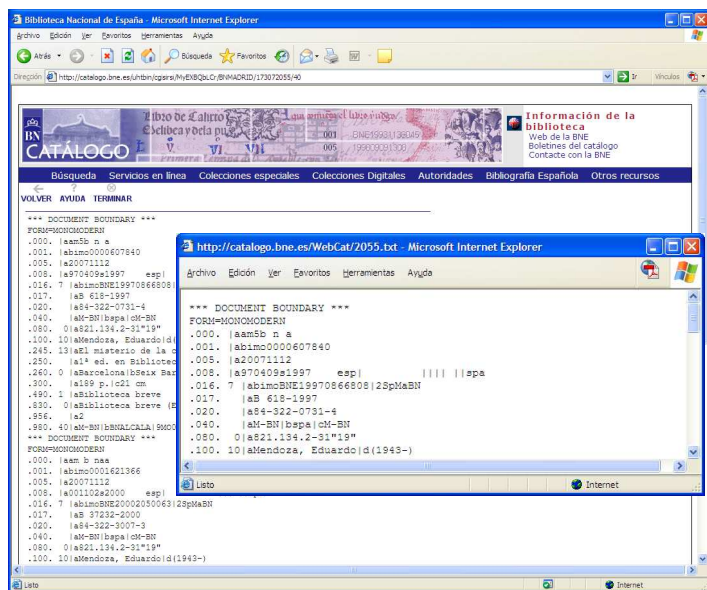 Biblioteca Nacional de España - Microsoft Internet Explorer
Archivo Edición Ver Favoritos Herramientas Ayuda
Atrás Búsqueda Favoritos
Dirección http://catalogo.bne.es/uhtbin/cgisirsi/MyEXBQbLCr/BNMADRID/173072055/40 Ir Vínculos
BN
CATÁLOGO
Información de la
biblioteca
Web de la BNE
Boletines del catálogo
Contacte con la BNE
Búsqueda Servicios en línea Colecciones especiales Colecciones Digitales Autoridades Bibliografía Española Otros recursos
VOLVER AYUDA TERMINAR
*** DOCUMENT BOUNDARY ***
FORM=MONOMODERN
.000. |aam5b n a
.001. |abimo0000607840
.005. |a20071112
.008. |a970409s1997 esp|
.016. 7 |abimoBNE19970866808|
.017. |aB 618-1997
.020. |a84-322-0731-4
.040. |aM-BN|bspa|cM-BN
.080. 0|a821.134.2-31"19"
.100. 10|aMendoza, Eduardo|d(
.245. 13|aEl misterio de la c
.250. |a1ª ed. en Bibliotec
.260. 0 |aBarcelona|bSeix Bar
.300. |a189 p.|c21 cm
.490. 1 |aBiblioteca breve
.830. 0|aBiblioteca breve (E
.956. |a2
.980. 40|aM-BN|bBNALCALA|9MO0
*** DOCUMENT BOUNDARY ***
FORM=MONOMODERN
.000. |aam b naa
.001. |abimo0001621366
.005. |a20071112
.008. |a001102s2000 esp|
.016. 7 |abimoBNE20002050063|2SpMaBN
.017. |aB 37232-2000
.020. |a84-322-3007-3
.040. |aM-BN|bspa|cM-BN
.080. 0|a821.134.2-31"19"
.100. 10|aMendoza, Eduardo|d(1943-)
Listo Internet
http://catalogo.bne.es/WebCat/2055.txt - Microsoft Internet Explorer
Archivo Edición Ver Favoritos Herramientas Ayuda
*** DOCUMENT BOUNDARY ***
FORM=MONOMODERN
.000. |aam5b n a
.001. |abimo0000607840
.005. |a20071112
.008. |a970409s1997 esp| |||| ||spa
.016. 7 |abimoBNE19970866808|2SpMaBN
.017. |aB 618-1997
.020. |a84-322-0731-4
.040. |aM-BN|bspa|cM-BN
.080. 0|a821.134.2-31"19"
.100. 10|aMendoza, Eduardo|d(1943-)
Listo Internet